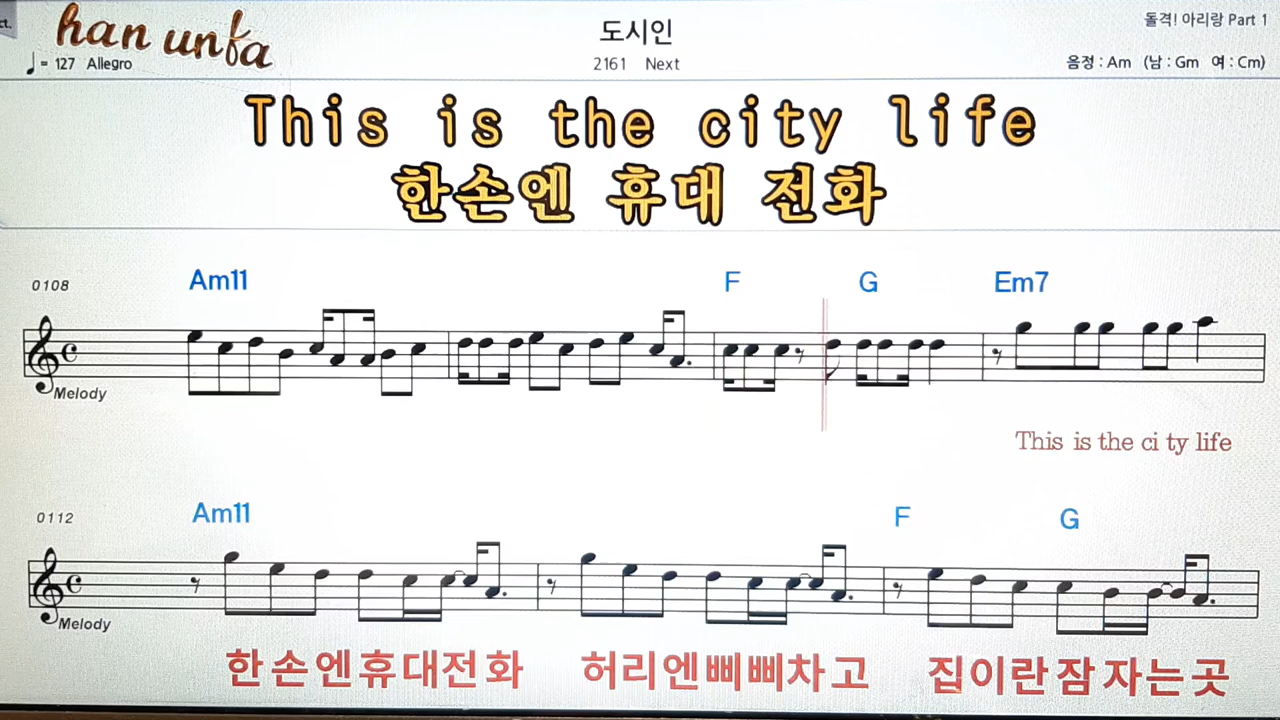 ct.
han unfa
도시인
돌격! 아리랑 Part 1
♩ = 127 Allegro
2161 Next
음정 : Am (남 : Gm 여 : Cm)
This is the city life
한손엔 휴대 전화
0108
Am11 F G Em7
Melody
This is the ci ty life
0112
Am11 F G
Melody
한손엔휴대전화 허리엔삐삐차고 집이란잠자는곳